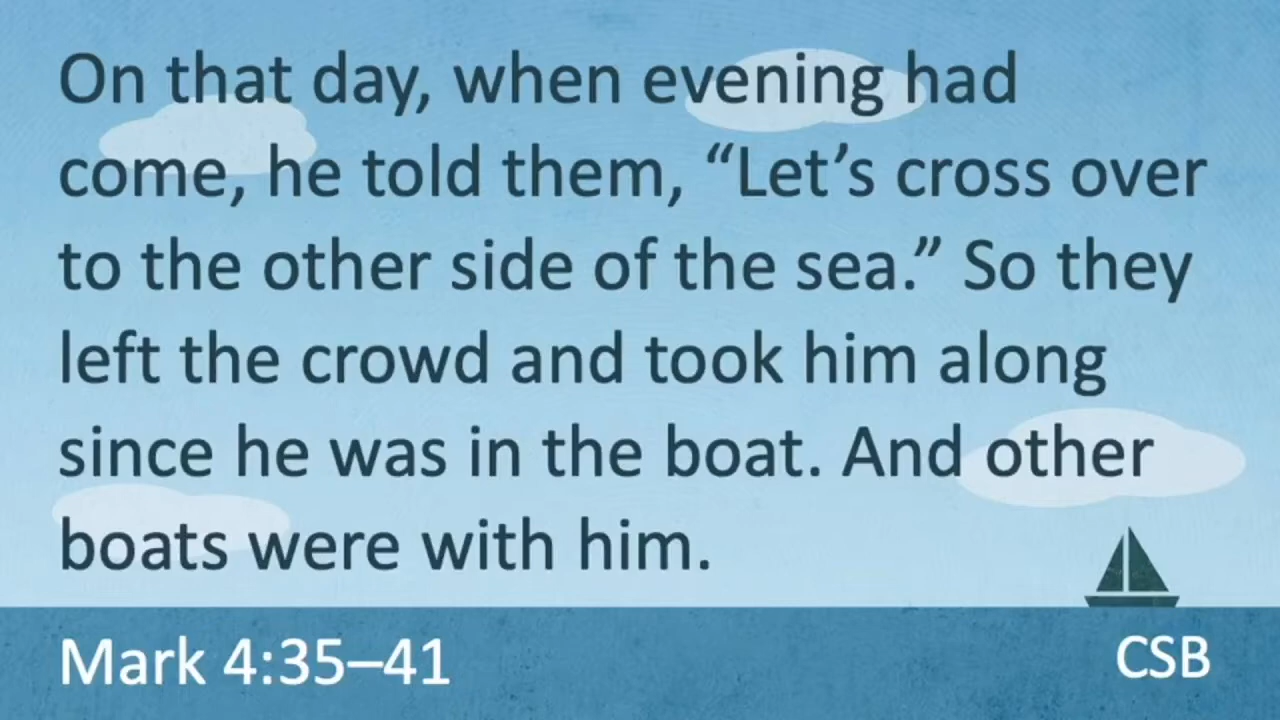 On that day, when evening had
come, he told them, “Let’s cross over
to the other side of the sea.” So they
left the crowd and took him along
since he was in the boat. And other
boats were with him.
Mark 4:35–41
CSB